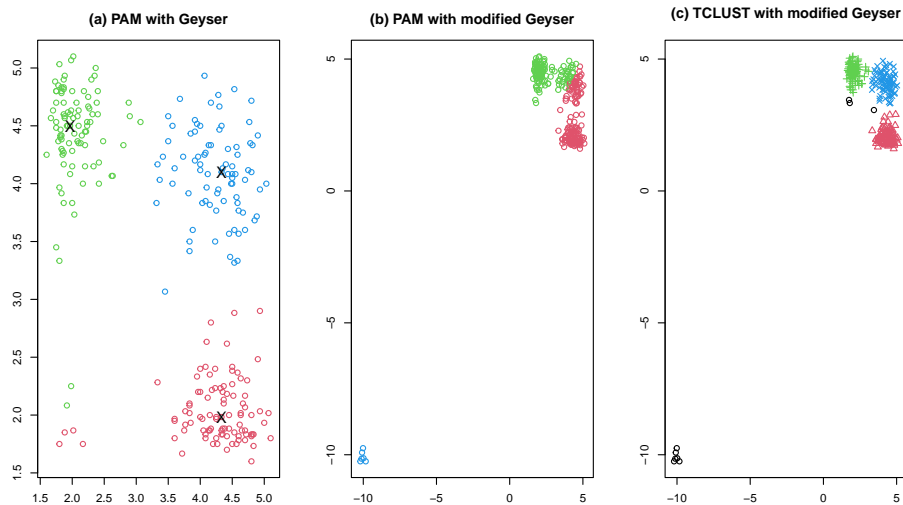 (a) PAM with Geyser
(b) PAM with modified Geyser
(c) TCLUST with modified Geyser
5.0
4.5
4.0
3.5
3.0
2.5
2.0
1.5
X
X
X
1.5 2.0 2.5 3.0 3.5 4.0 4.5 5.0
5
0
−5
−10
−10 −5 0 5
5
0
−5
−10
−10 −5 0 5